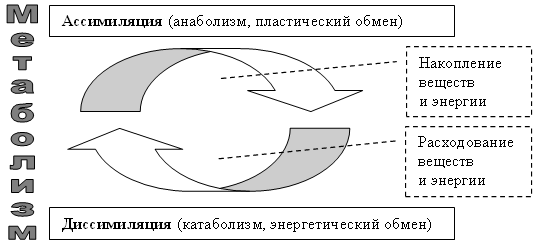 Метаболизм
Ассимиляция (анаболизм, пластический обмен)
Накопление
веществ
и энергии
Расходование
веществ
и энергии
Диссимиляция (катаболизм, энергетический обмен)